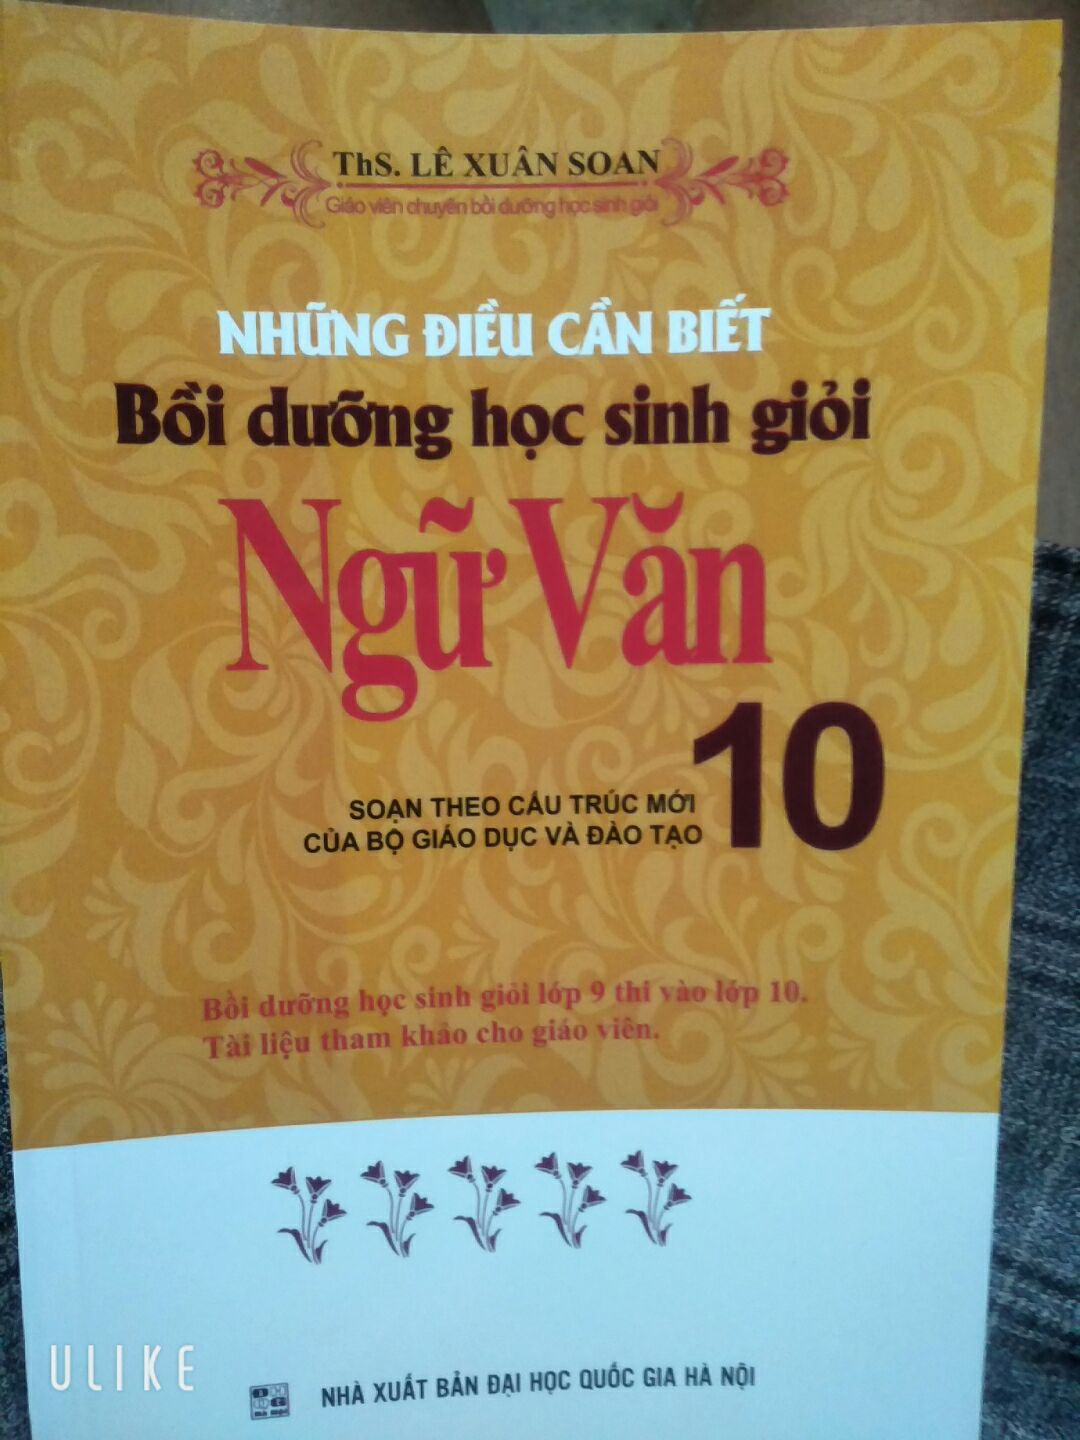 ThS. LÊ XUÂN SOAN
Giáo viên chuyên bồi dưỡng học sinh giỏi
NHỮNG ĐIỀU CẦN BIẾT
Bồi dưỡng học sinh giỏi
Ngữ Văn
10
SOẠN THEO CẤU TRÚC MỚI
CỦA BỘ GIÁO DỤC VÀ ĐÀO TẠO
Bồi dưỡng học sinh giỏi lớp 9 thi vào lớp 10.
Tài liệu tham khảo cho giáo viên.
ULIKE
NHÀ XUẤT BẢN ĐẠI HỌC QUỐC GIA HÀ NỘI